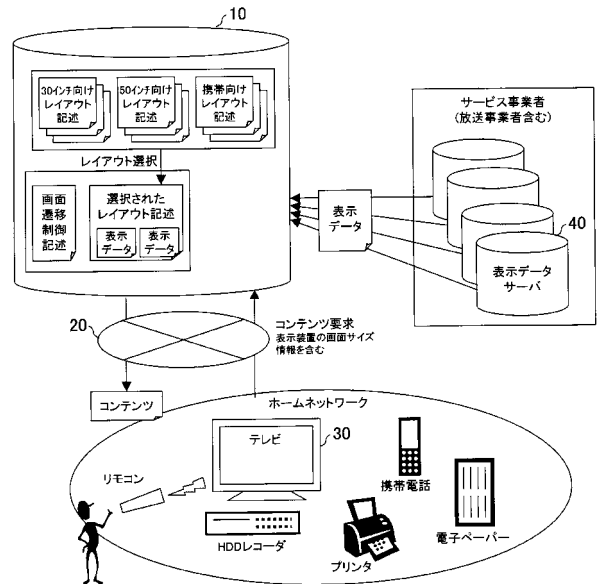 10
30インチ向け
レイアウト
記述
50インチ向け
レイアウト
記述
携帯向け
レイアウト
記述
レイアウト選択
画面
遷移
制御
記述
選択された
レイアウト記述
表示
データ
表示
データ
表示
データ
サービス事業者
(放送事業者含む)
40
表示データ
サーバ
20
コンテンツ要求
表示装置の画面サイズ
情報を含む
コンテンツ
ホームネットワーク
テレビ
30
リモコン
HDDレコーダ
プリンタ
携帯電話
電子ペーパー